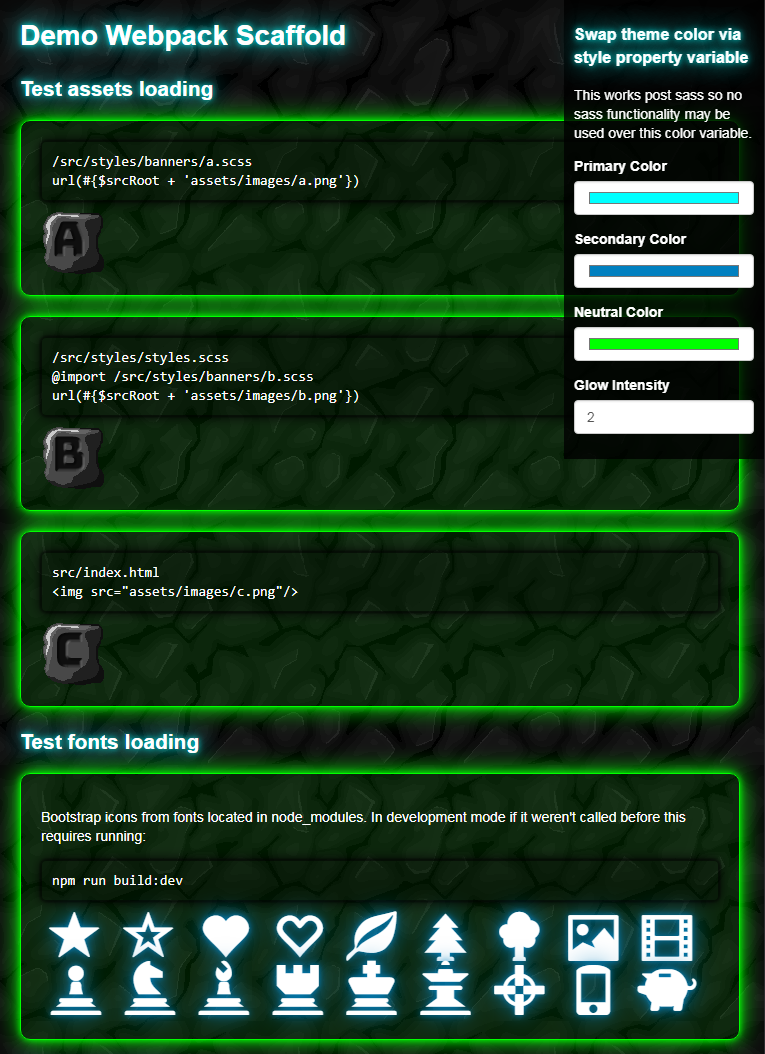 Demo Webpack Scaffold
Test assets loading
/src/styles/banners/a.scss
url(#{$srcRoot + 'assets/images/a.png'})
A
/src/styles/styles.scss
@import /src/styles/banners/b.scss
url(#{$srcRoot + 'assets/images/b.png'})
B
src/index.html
<img src="assets/images/c.png"/>
C
Test fonts loading
Bootstrap icons from fonts located in node_modules. In development mode if it weren't called before this
requires running:
npm run build:dev
Swap theme color via
style property variable
This works post sass so no
sass functionality may be
used over this color variable.
Primary Color
Secondary Color
Neutral Color
Glow Intensity
2